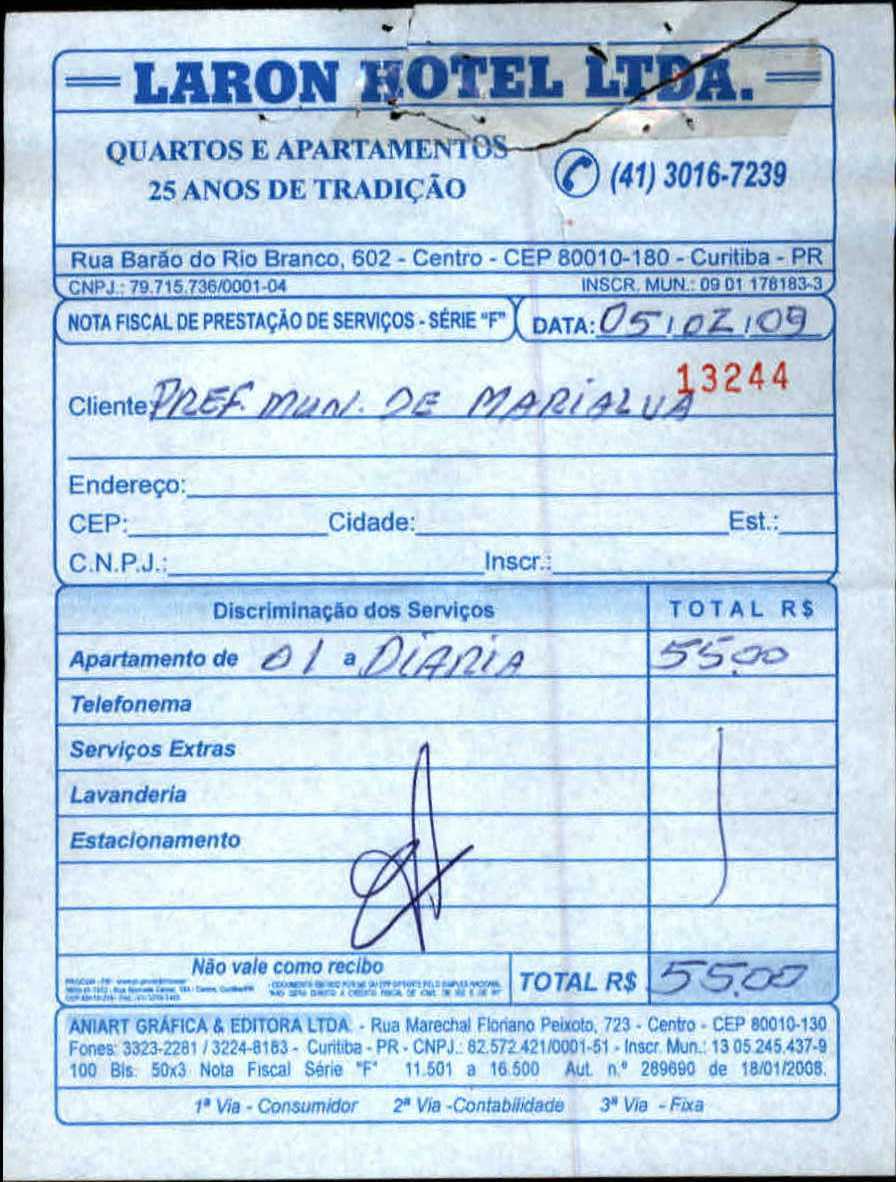 LARON HOTEL LTDA.
QUARTOS E APARTAMENTOS
25 ANOS DE TRADIÇÃO
(41) 3016-7239
Rua Barão do Rio Branco, 602 - Centro - CEP 80010-180 - Curitiba - PR
CNPJ.: 79.715.736/0001-04 INSCR. MUN.: 09 01 178183-3
NOTA FISCAL DE PRESTAÇÃO DE SERVIÇOS - SÉRIE "F" DATA: 05/02/09
13244
Cliente: PREF. MUN. DE MARIALVA
Endereço:
CEP: Cidade: Est.:
C.N.P.J.: Inscr.:
Discriminação dos Serviços TOTAL R$
Apartamento de 01 a DIARIA 55,00
Telefonema
Serviços Extras
Lavanderia
Estacionamento
Não vale como recibo
TOTAL R$ 55,00
ANIART GRÁFICA & EDITORA LTDA. - Rua Marechal Floriano Peixoto, 723 - Centro - CEP 80010-130
Fones: 3323-2281 / 3224-8183 - Curitiba - PR - CNPJ.: 82.572.421/0001-51 - Inscr. Mun.: 13 05.245.437-9
100 Bls. 50x3 Nota Fiscal Série "F" 11.501 a 16.500 Aut. n.º 289690 de 18/01/2008.
1ª Via - Consumidor 2ª Via -Contabilidade 3ª Via - Fixa